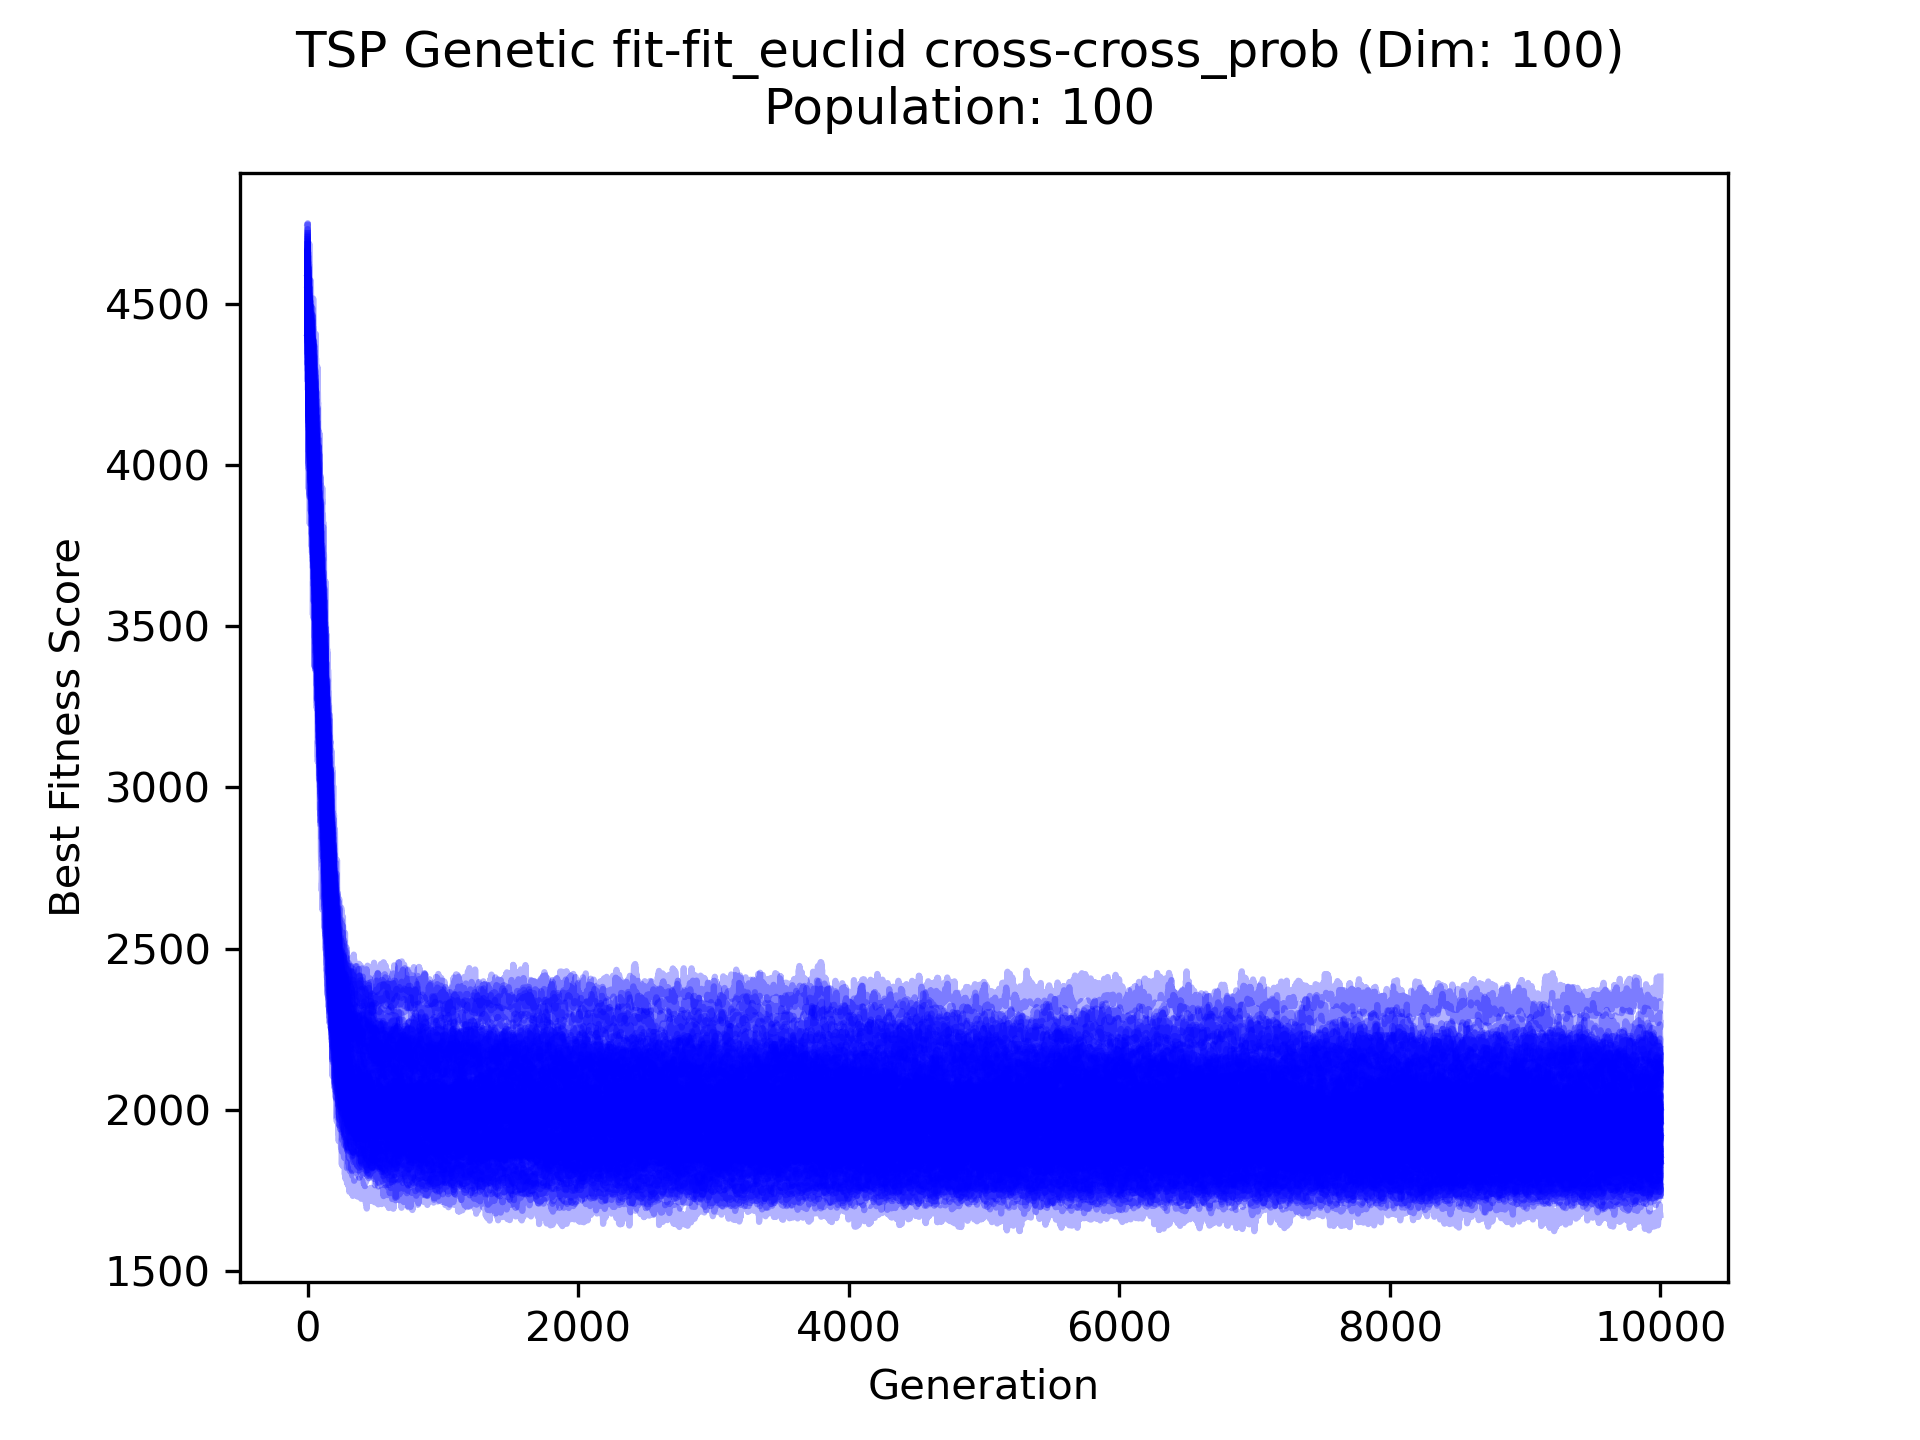 TSP Genetic fit-fit_euclid cross-cross_prob (Dim: 100)
Population: 100
Best Fitness Score
4500
4000
3500
3000
2500
2000
1500
0 2000 4000 6000 8000 10000
Generation